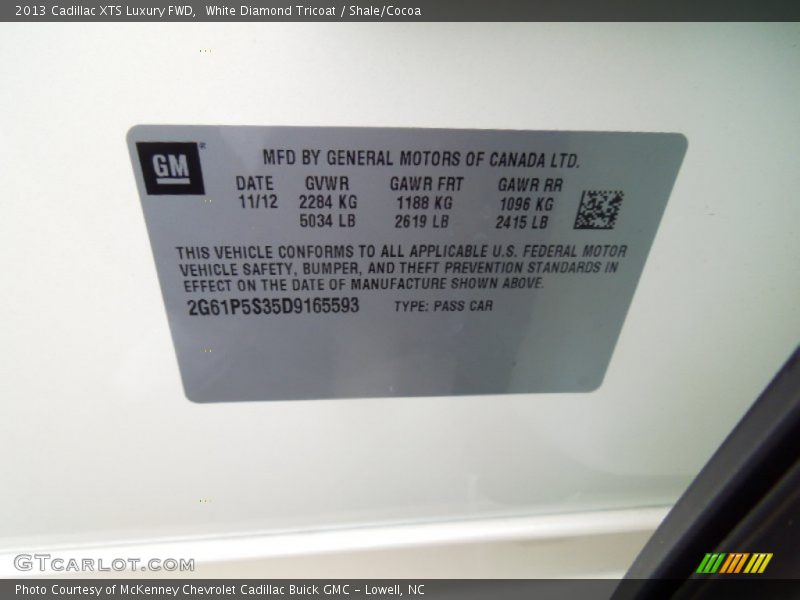 2013 Cadillac XTS Luxury FWD,  White Diamond Tricoat / Shale/Cocoa
GM®
MFD BY GENERAL MOTORS OF CANADA LTD.
DATE GVWR GAWR FRT GAWR RR
11/12 2284 KG 1188 KG 1096 KG
5034 LB 2619 LB 2415 LB
THIS VEHICLE CONFORMS TO ALL APPLICABLE U.S. FEDERAL MOTOR
VEHICLE SAFETY, BUMPER, AND THEFT PREVENTION STANDARDS IN
EFFECT ON THE DATE OF MANUFACTURE SHOWN ABOVE.
2G61P5S35D9165593 TYPE: PASS CAR
GTCARLOT.COM
Photo Courtesy of McKenney Chevrolet Cadillac Buick GMC - Lowell, NC